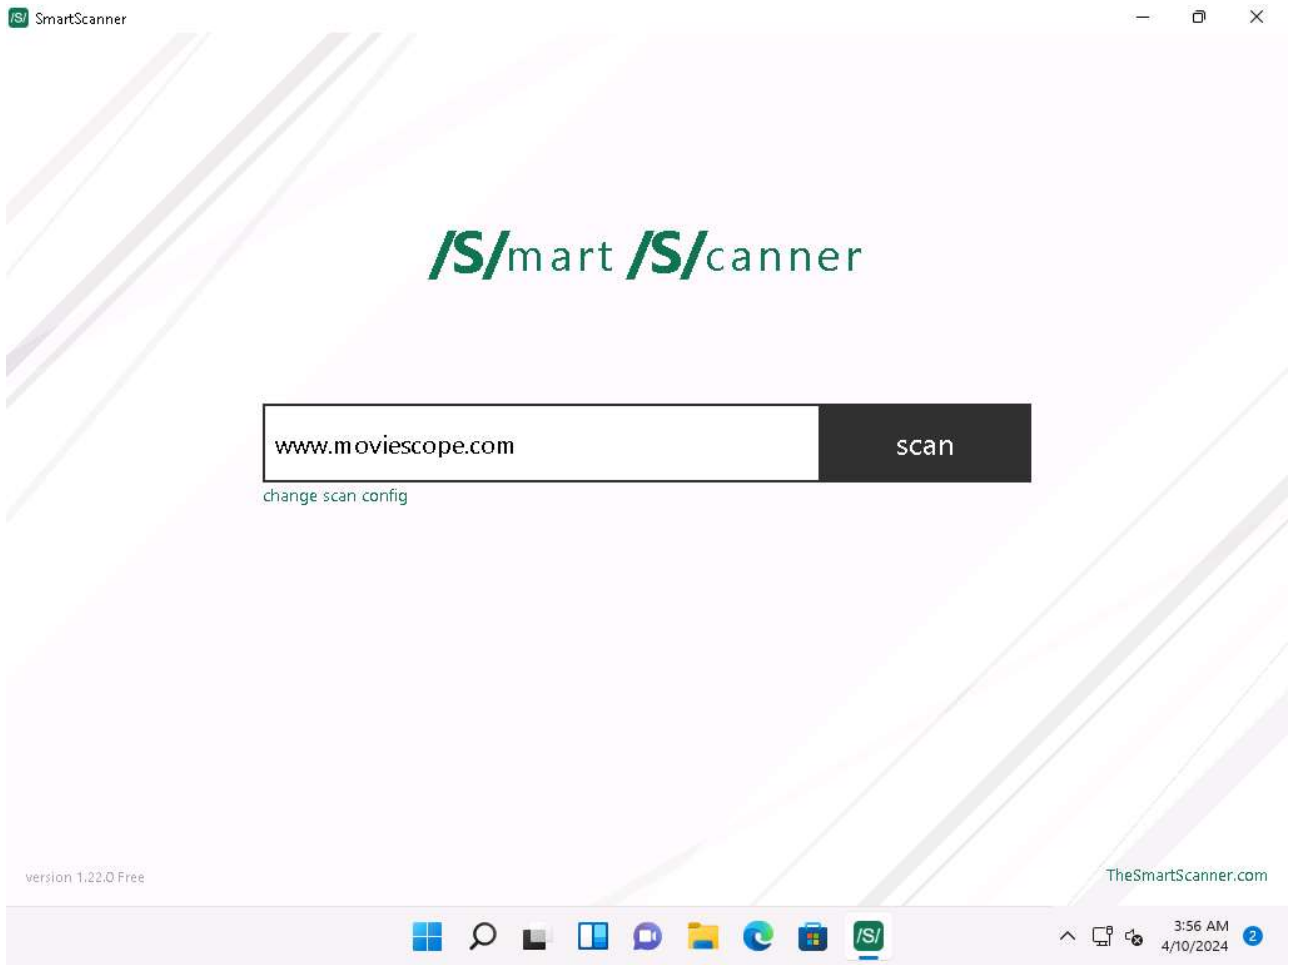 /S/ SmartScanner
/S/mart /S/canner
www.moviescope.com
scan
change scan config
version 1.22.0 Free
TheSmartScanner.com
/S/
3:56 AM
4/10/2024
2